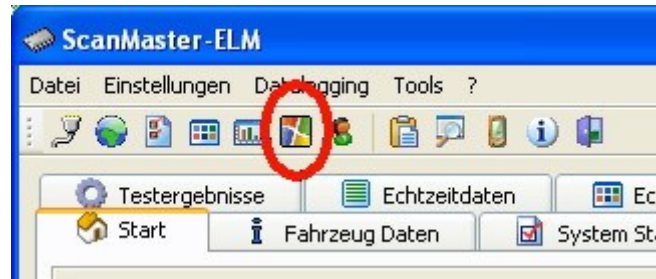 ScanMaster-ELM
Datei Einstellungen Datalogging Tools ?
Testergebnisse Echtzeitdaten
Start Fahrzeug Daten System